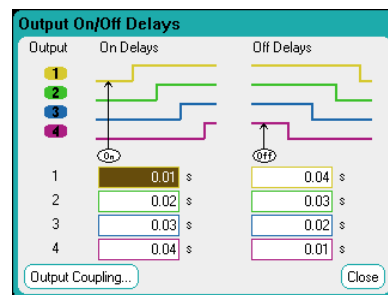 Output On/Off Delays
Output On Delays Off Delays
1
2
3
4
On Off
1 0.01 s 0.04 s
2 0.02 s 0.03 s
3 0.03 s 0.02 s
4 0.04 s 0.01 s
Output Coupling... Close